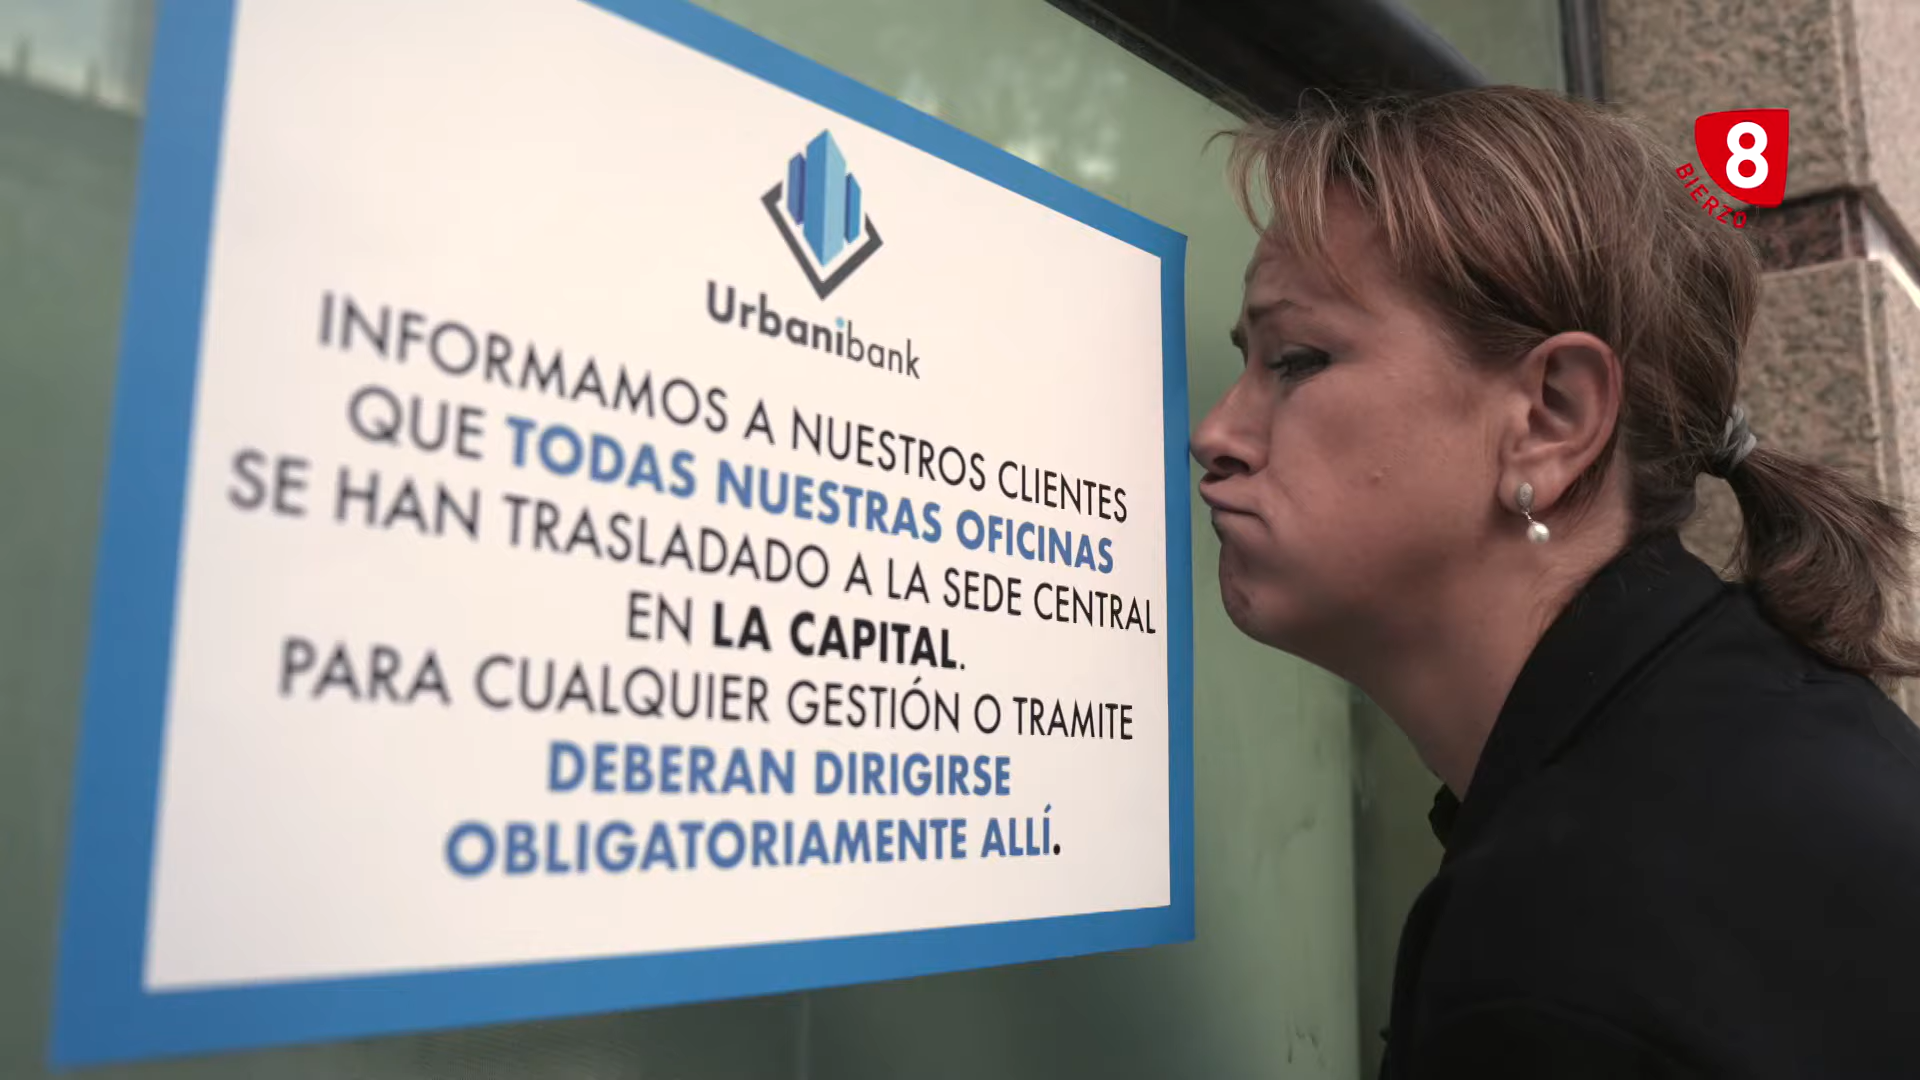 8
BIERZO
Urbanibank
INFORMAMOS A NUESTROS CLIENTES
QUE TODAS NUESTRAS OFICINAS
SE HAN TRASLADADO A LA SEDE CENTRAL
EN LA CAPITAL.
PARA CUALQUIER GESTIÓN O TRAMITE
DEBERAN DIRIGIRSE
OBLIGATORIAMENTE ALLÍ.